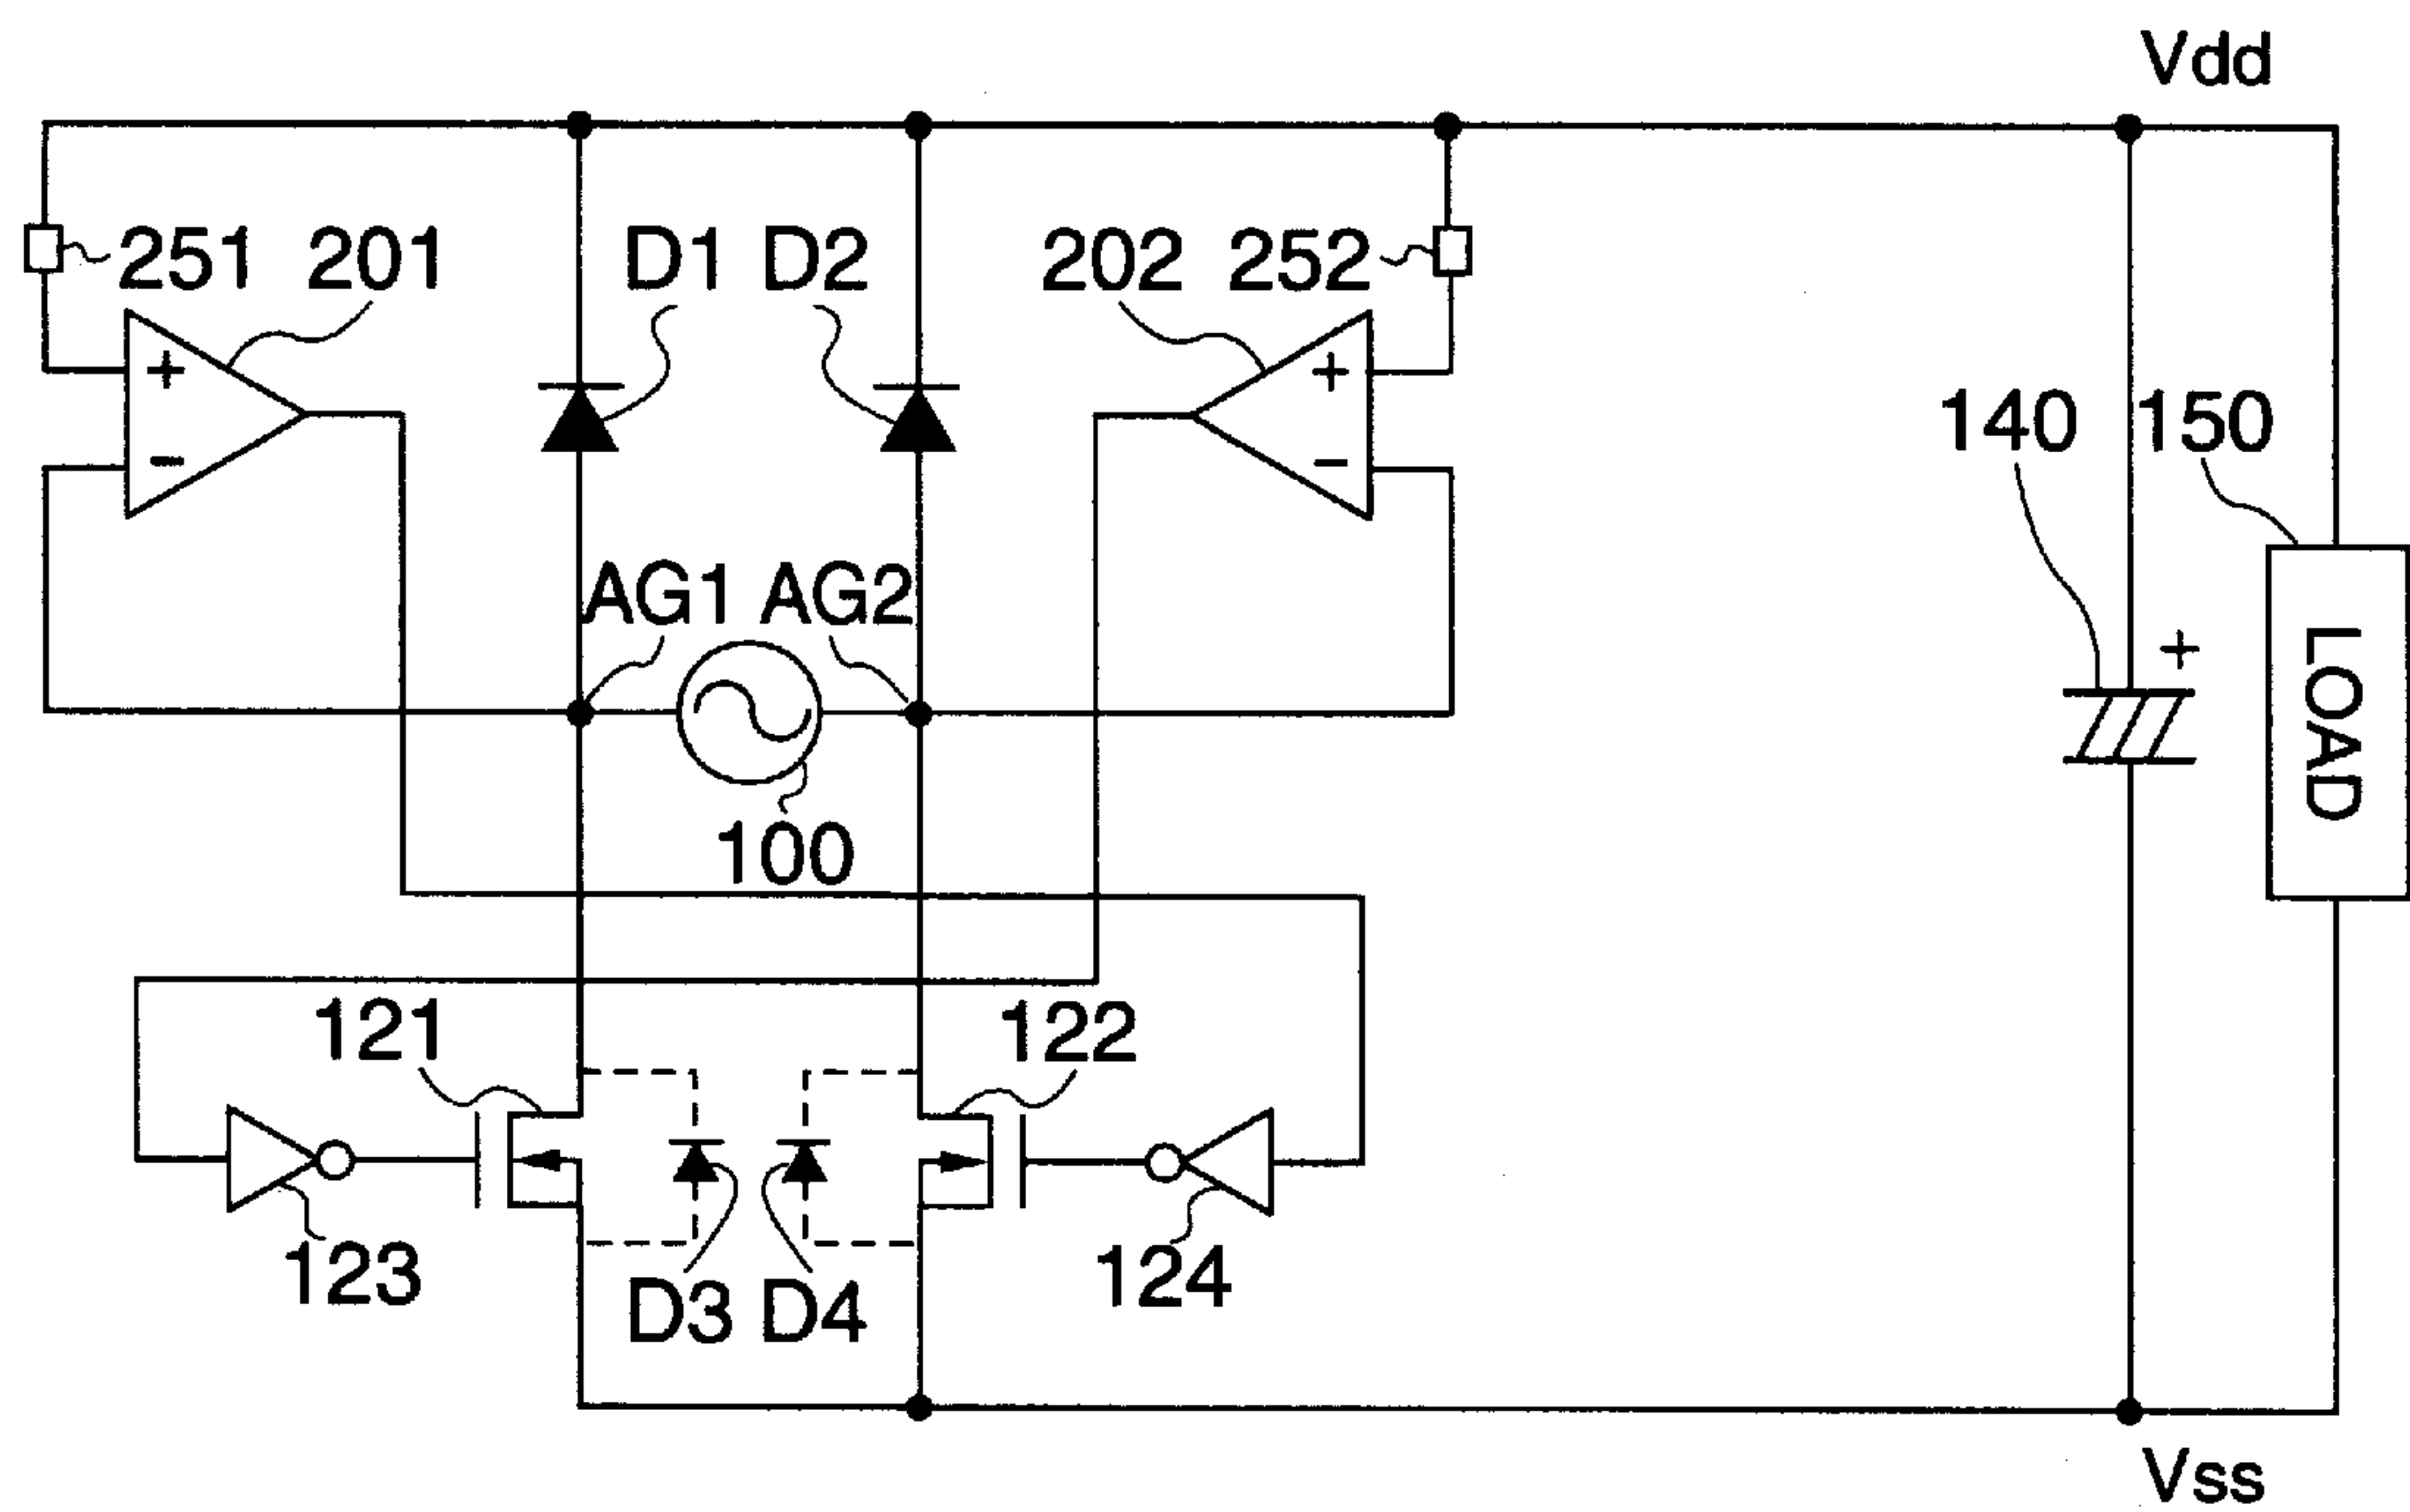 Vdd
251 201 D1 D2 202 252
+
-
+
-
140 150
AG1 AG2
+
LOAD
100
121 122
123 D3 D4 124
Vss